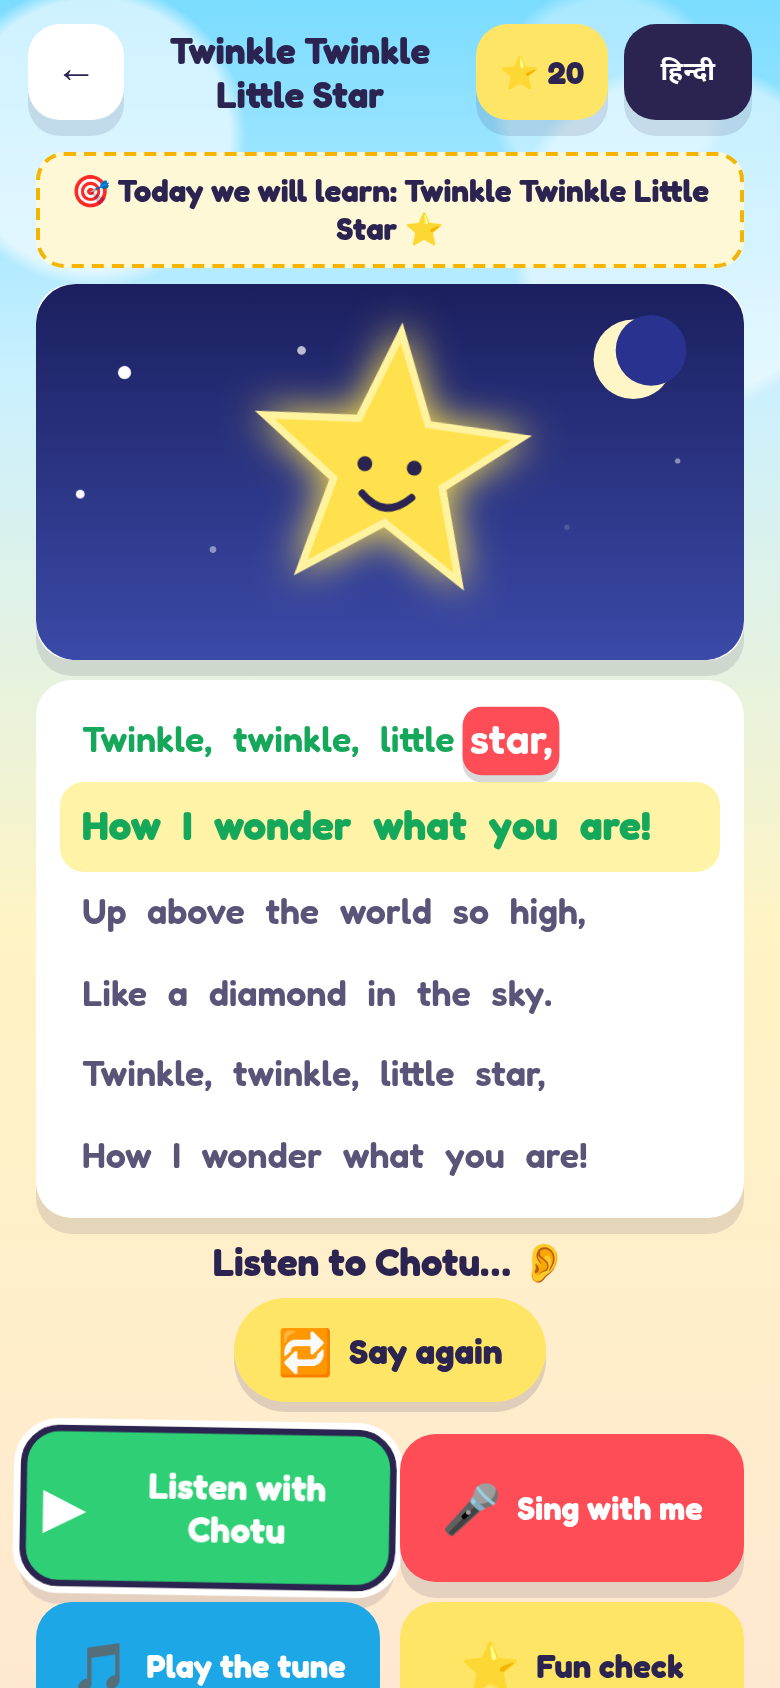 ←
Twinkle Twinkle
Little Star
⭐ 20
हिन्दी
🎯 Today we will learn: Twinkle Twinkle Little
Star ⭐
Twinkle, twinkle, little star,
How I wonder what you are!
Up above the world so high,
Like a diamond in the sky.
Twinkle, twinkle, little star,
How I wonder what you are!
Listen to Chotu... 👂
🔁 Say again
▶ Listen with
Chotu
🎤 Sing with me
🎵 Play the tune
⭐ Fun check